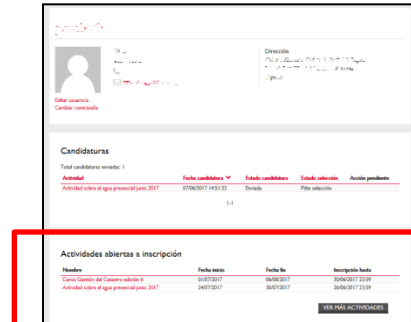 Dirección
Editar usuario/a
Cambiar contraseña
Candidaturas
Total candidaturas enviadas: 1
Actividad Fecha candidatura Estado candidatura Estado selección Acción pendiente
Actividad sobre el agua presencial junio 2017 07/06/2017 14:51:33 Enviada Pdte selección
1-1
Actividades abiertas a inscripción
Nombre Fecha inicio Fecha fin Inscripción hasta
Curso Gestión del Catastro edición 6 01/07/2017 06/08/2017 30/06/2017 23:59
Actividad sobre el agua presencial junio 2017 24/07/2017 30/07/2017 26/06/2017 23:59
VER MÁS ACTIVIDADES